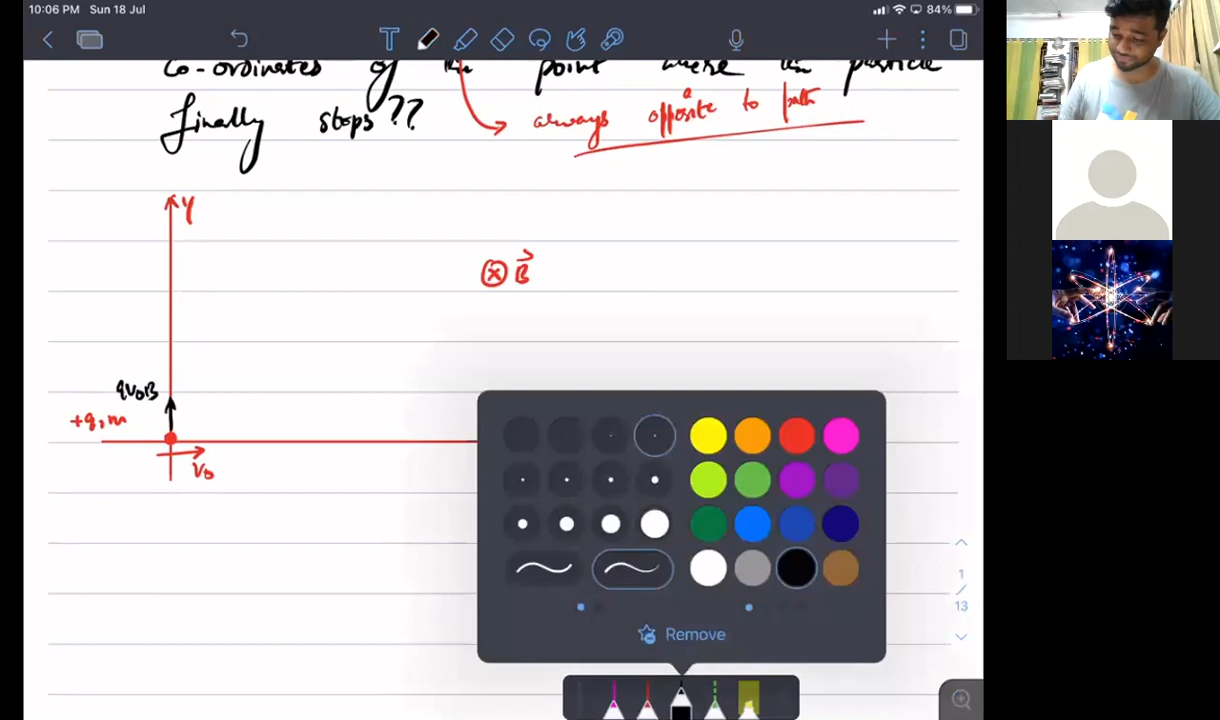 10:06 PM Sun 18 Jul 84%
T
co-ordinates of point where the particle
finally stops??
always opposite to path
Y
B
qv₀B
+q, m
v₀
1
/
13
Remove